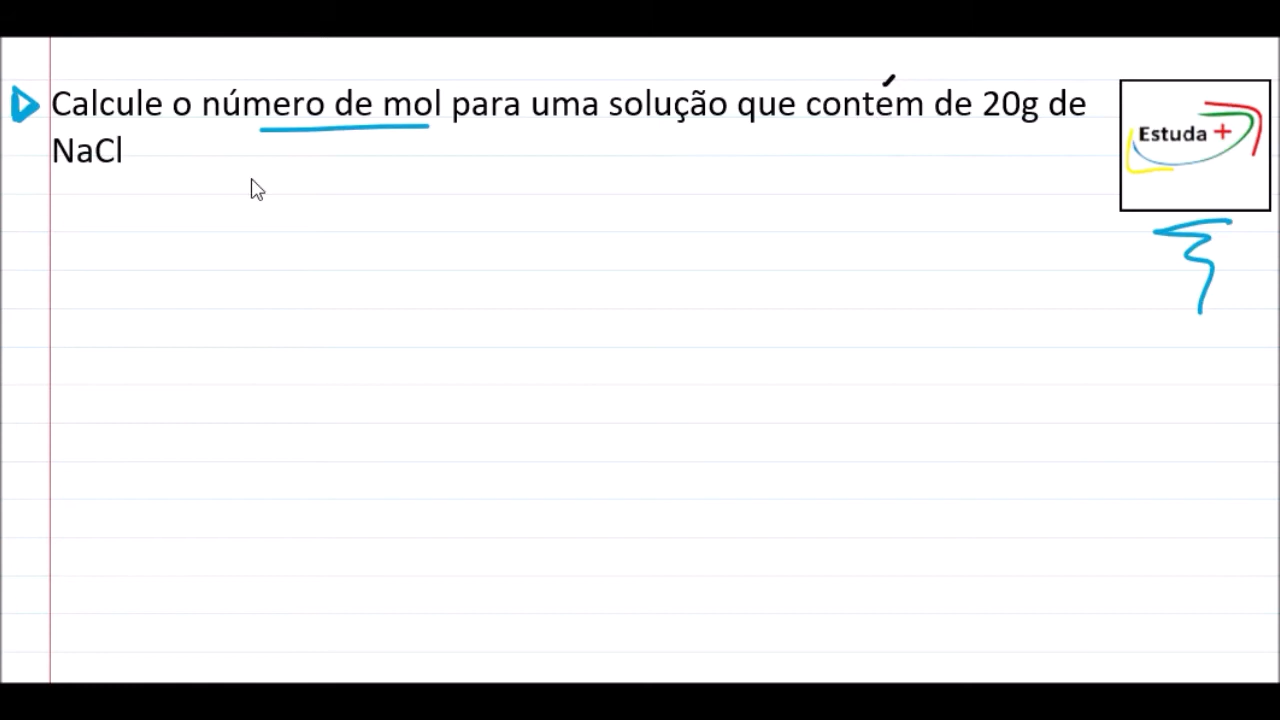 Calcule o número de mol para uma solução que contém de 20g de
NaCl
Estuda +